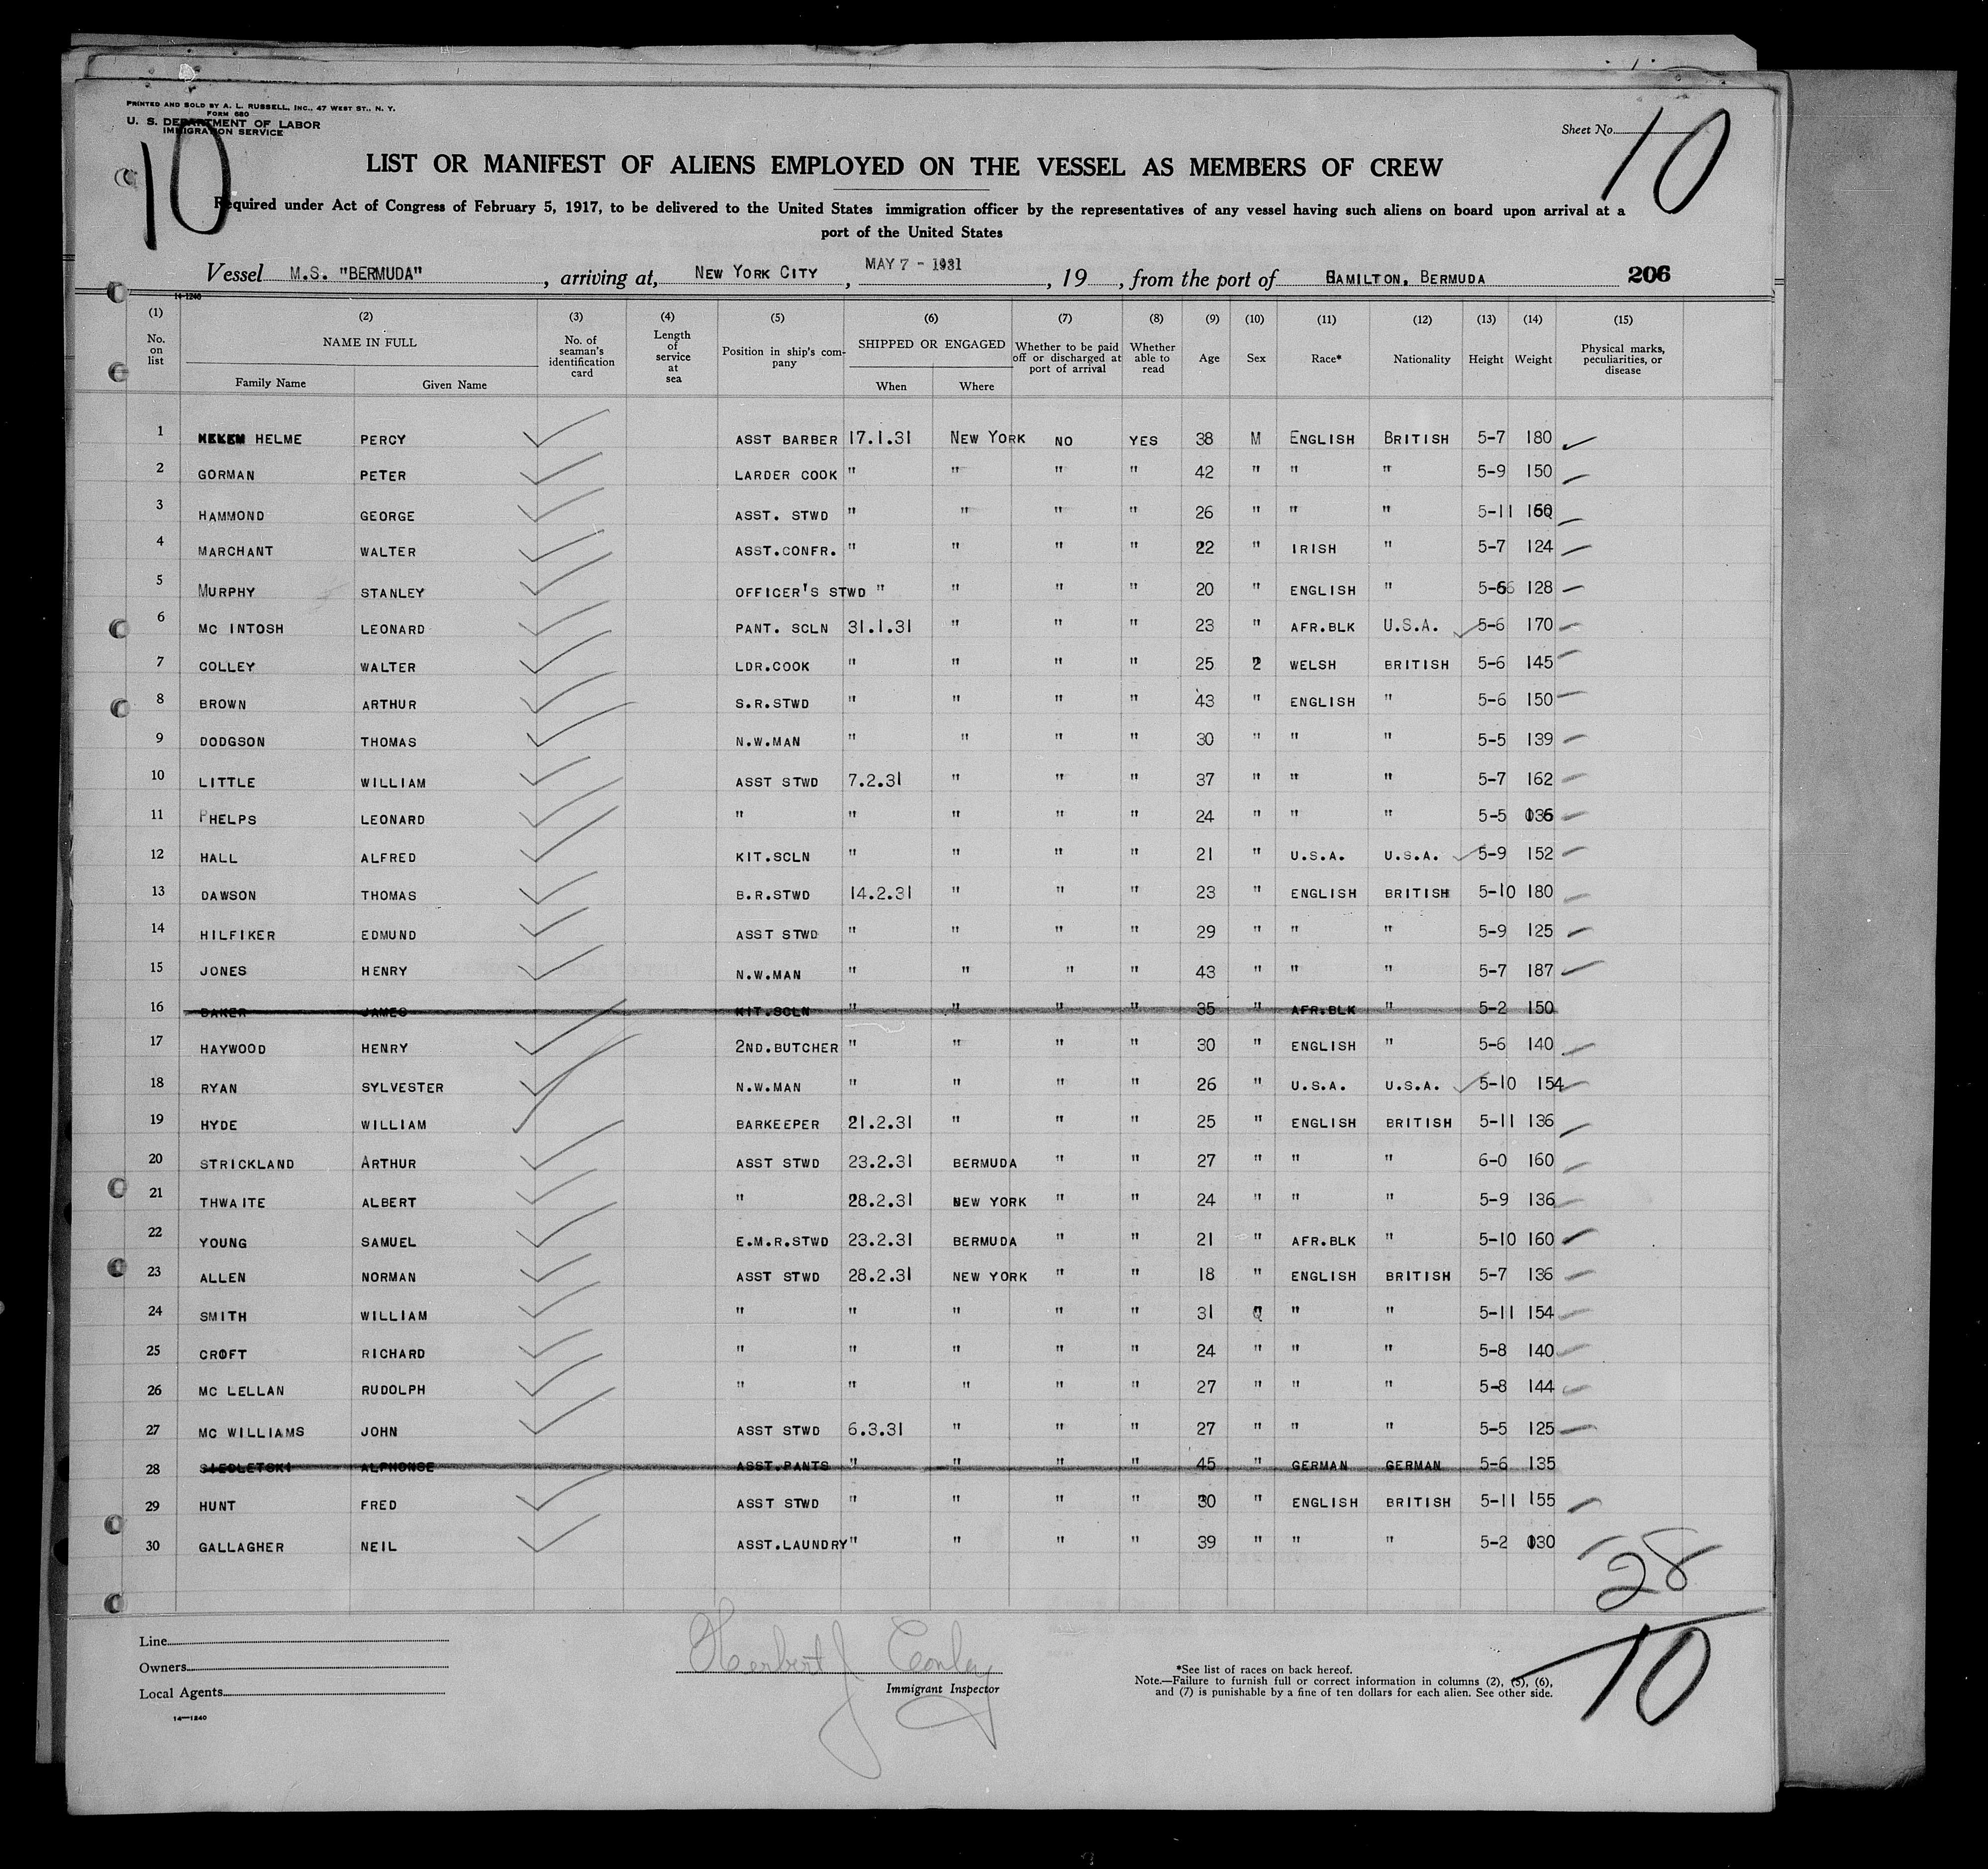 PRINTED AND SOLD BY A. L. RUSSELL, INC., 47 WEST ST., N. Y.
FORM 680
U. S. DEPARTMENT OF LABOR
IMMIGRATION SERVICE
10
Sheet No. 10
LIST OR MANIFEST OF ALIENS EMPLOYED ON THE VESSEL AS MEMBERS OF CREW
Required under Act of Congress of February 5, 1917, to be delivered to the United States immigration officer by the representatives of any vessel having such aliens on board upon arrival at a
port of the United States
Vessel M.S. "BERMUDA", arriving at, NEW YORK CITY, MAY 7 - 1931, 19, from the port of HAMILTON, BERMUDA 206
14-1240
(1) (2) (3) (4) (5) (6) (7) (8) (9) (10) (11) (12) (13) (14) (15)
No. on list NAME IN FULL Family Name Given Name No. of seaman's identification card Length of service at sea Position in ship's company SHIPPED OR ENGAGED When Where Whether to be paid off or discharged at port of arrival Whether able to read Age Sex Race* Nationality Height Weight Physical marks, peculiarities, or disease
1 HELME PERCY ASST BARBER 17.1.31 NEW YORK NO YES 38 M ENGLISH BRITISH 5-7 180
2 GORMAN PETER LARDER COOK " " " " 42 " " " 5-9 150
3 HAMMOND GEORGE ASST. STWD " " " " 26 " " " 5-11 160
4 MARCHANT WALTER ASST.CONFR. " " " " 22 " IRISH " 5-7 124
5 MURPHY STANLEY OFFICER'S STWD " " " " 20 " ENGLISH " 5-6 128
6 MC INTOSH LEONARD PANT. SCLN 31.1.31 " " " 23 " AFR.BLK U.S.A. 5-6 170
7 COLLEY WALTER LDR.COOK " " " " 25 2 WELSH BRITISH 5-6 145
8 BROWN ARTHUR S.R.STWD " " " " 43 " ENGLISH " 5-6 150
9 DODGSON THOMAS N.W.MAN " " " " 30 " " " 5-5 139
10 LITTLE WILLIAM ASST STWD 7.2.31 " " " 37 " " " 5-7 162
11 PHELPS LEONARD " " " " " 24 " " " 5-5 136
12 HALL ALFRED KIT.SCLN " " " " 21 " U.S.A. U.S.A. 5-9 152
13 DAWSON THOMAS B.R.STWD 14.2.31 " " " 23 " ENGLISH BRITISH 5-10 180
14 HILFIKER EDMUND ASST STWD " " " " 29 " " " 5-9 125
15 JONES HENRY N.W.MAN " " " " 43 " " " 5-7 187
16 BAKER JAMES KIT.SCLN " " " " 35 " AFR.BLK " 5-2 150
17 HAYWOOD HENRY 2ND.BUTCHER " " " " 30 " ENGLISH " 5-6 140
18 RYAN SYLVESTER N.W.MAN " " " " 26 " U.S.A. U.S.A. 5-10 154
19 HYDE WILLIAM BARKEEPER 21.2.31 " " " 25 " ENGLISH BRITISH 5-11 136
20 STRICKLAND ARTHUR ASST STWD 23.2.31 BERMUDA " " 27 " " " 6-0 160
21 THWAITE ALBERT " 28.2.31 NEW YORK " " 24 " " " 5-9 136
22 YOUNG SAMUEL E.M.R.STWD 23.2.31 BERMUDA " " 21 " AFR.BLK " 5-10 160
23 ALLEN NORMAN ASST STWD 28.2.31 NEW YORK " " 18 " ENGLISH BRITISH 5-7 136
24 SMITH WILLIAM " " " " " 31 " " " 5-11 154
25 CROFT RICHARD " " " " " 24 " " " 5-8 140
26 MC LELLAN RUDOLPH " " " " " 27 " " " 5-8 144
27 MC WILLIAMS JOHN ASST STWD 6.3.31 " " " 27 " " " 5-5 125
28 SIEDLETSKI ALPHONSE ASST.PANTS " " " " 45 " GERMAN GERMAN 5-6 135
29 HUNT FRED ASST STWD " " " " 30 " ENGLISH BRITISH 5-11 155
30 GALLAGHER NEIL ASST.LAUNDRY " " " " 39 " " " 5-2 130
28
10
Line
Owners
Local Agents
14-1240
Herbert J Conley
Immigrant Inspector
*See list of races on back hereof.
Note.—Failure to furnish full or correct information in columns (2), (5), (6),
and (7) is punishable by a fine of ten dollars for each alien. See other side.